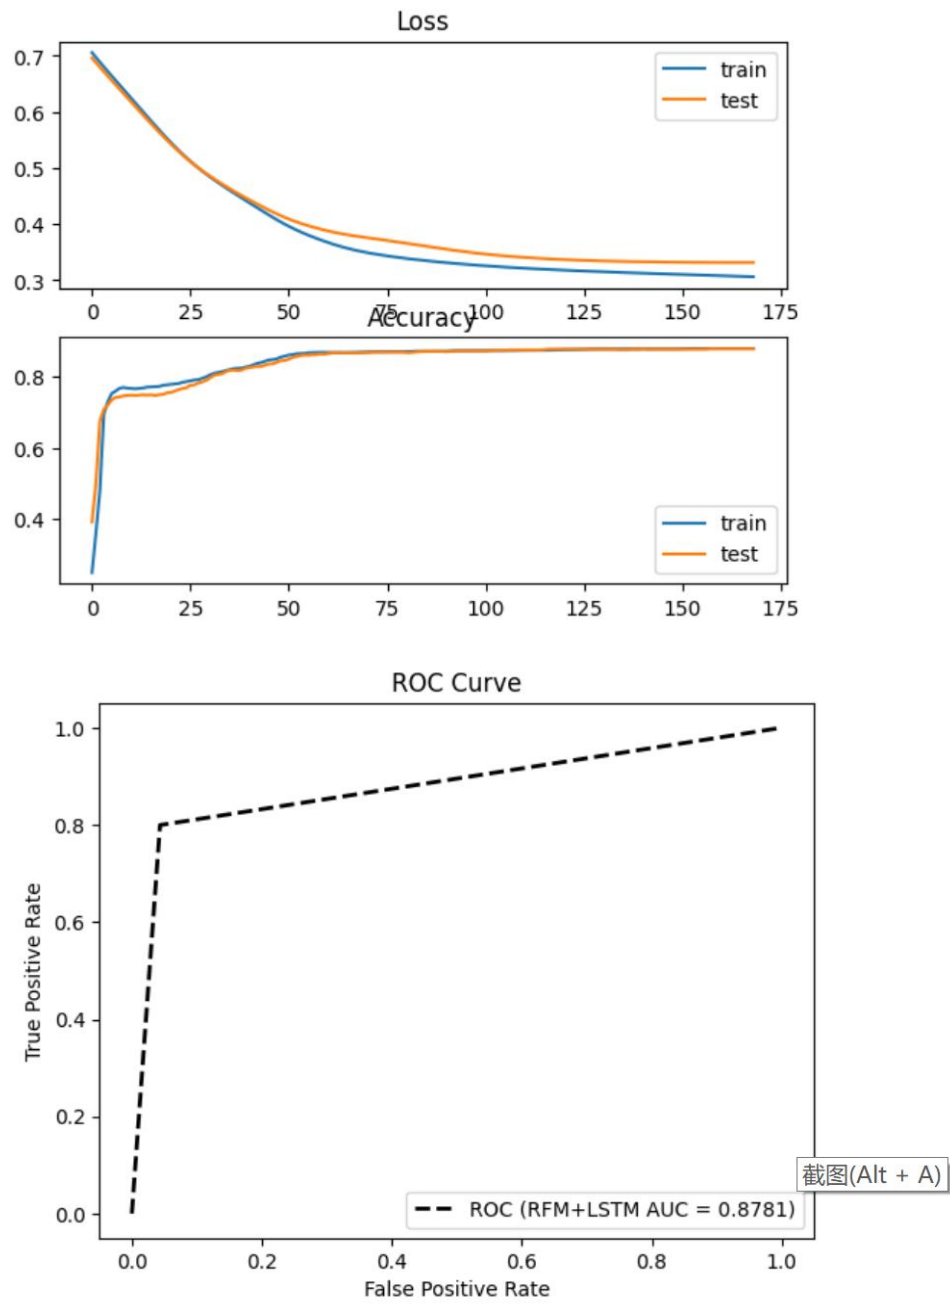 Loss
0.7
0.6
0.5
0.4
0.3
train
test
0 25 50 75 100 125 150 175
Accuracy
0.8
0.6
0.4
train
test
0 25 50 75 100 125 150 175
ROC Curve
1.0
0.8
0.6
0.4
0.2
0.0
True Positive Rate
截图(Alt + A)
ROC (RFM+LSTM AUC = 0.8781)
0.0 0.2 0.4 0.6 0.8 1.0
False Positive Rate